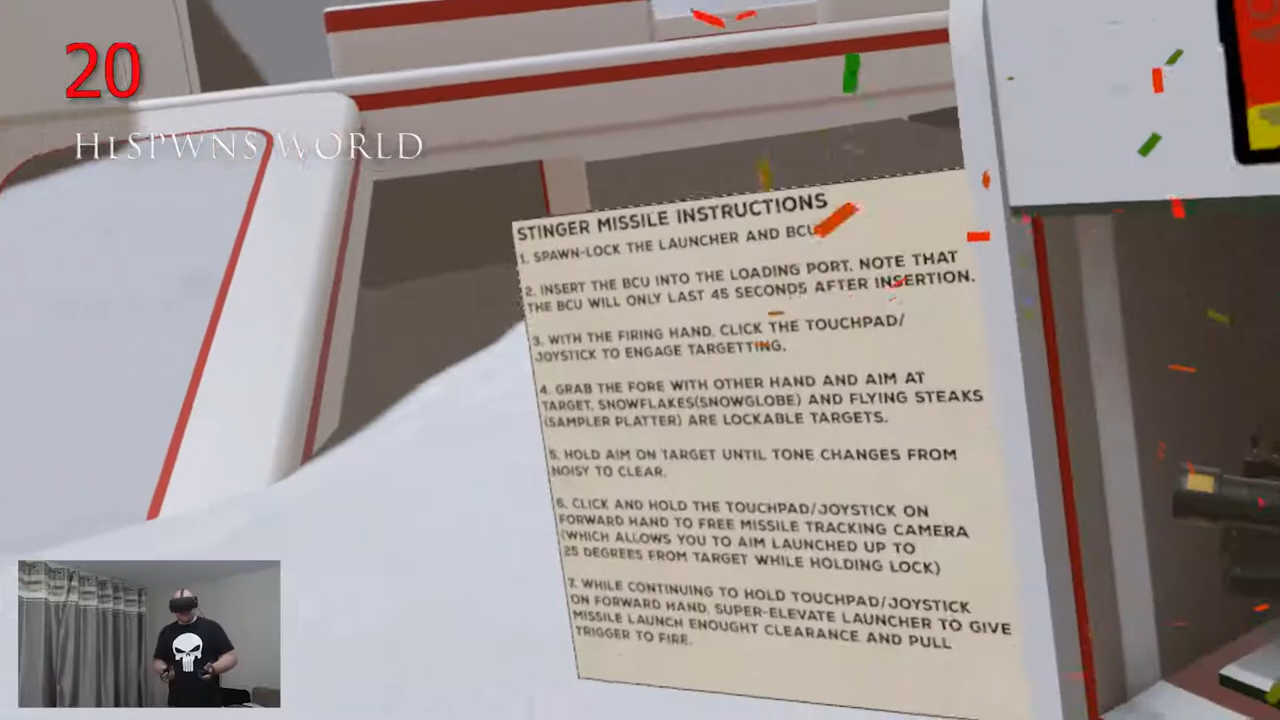 20
HISPWNS WORLD
STINGER MISSILE INSTRUCTIONS
1. SPAWN-LOCK THE LAUNCHER AND BCU
2. INSERT THE BCU INTO THE LOADING PORT. NOTE THAT
THE BCU WILL ONLY LAST 45 SECONDS AFTER INSERTION.
3. WITH THE FIRING HAND, CLICK THE TOUCHPAD/
JOYSTICK TO ENGAGE TARGETTING.
4. GRAB THE FORE WITH OTHER HAND AND AIM AT
TARGET, SNOWFLAKES(SNOWGLOBE) AND FLYING STEAKS
(SAMPLER PLATTER) ARE LOCKABLE TARGETS.
5. HOLD AIM ON TARGET UNTIL TONE CHANGES FROM
NOISY TO CLEAR.
6. CLICK AND HOLD THE TOUCHPAD/JOYSTICK ON
FORWARD HAND TO FREE MISSILE TRACKING CAMERA
(WHICH ALLOWS YOU TO AIM LAUNCHED UP TO
25 DEGREES FROM TARGET WHILE HOLDING LOCK)
7. WHILE CONTINUING TO HOLD TOUCHPAD/JOYSTICK
ON FORWARD HAND, SUPER-ELEVATE LAUNCHER TO GIVE
MISSILE LAUNCH ENOUGHT CLEARANCE AND PULL
TRIGGER TO FIRE.